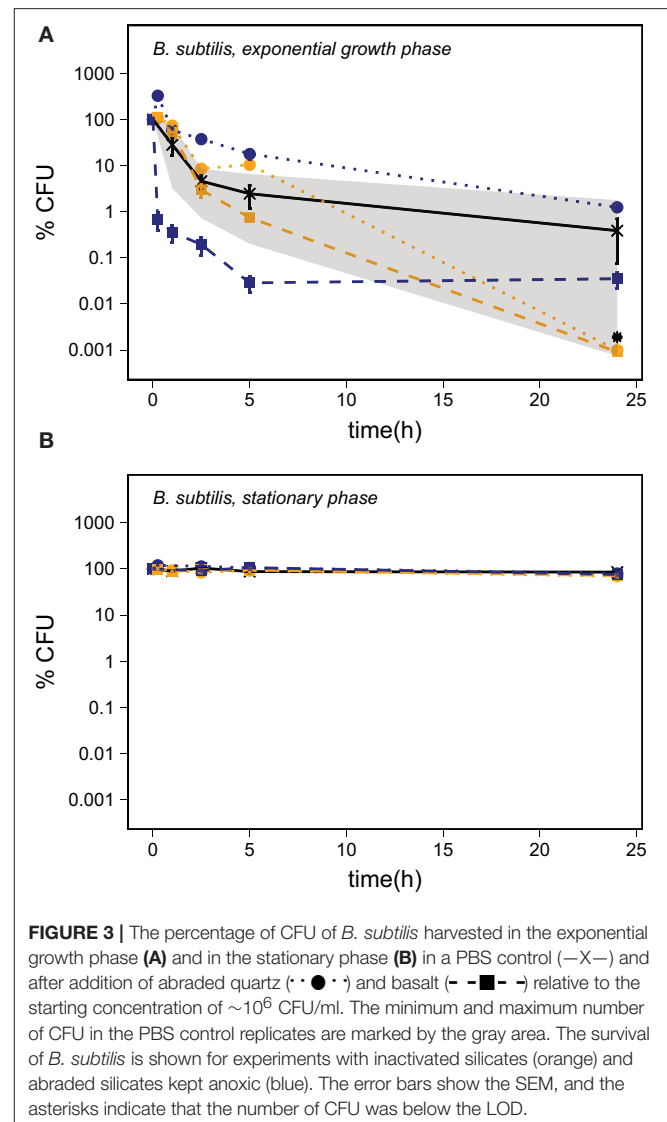 A
B. subtilis, exponential growth phase
1000
100
10
1
0.1
0.01
0.001
% CFU
0 5 10 15 20 25
time(h)
B
B. subtilis, stationary phase
1000
100
10
1
0.1
0.01
0.001
% CFU
0 5 10 15 20 25
time(h)
FIGURE 3 | The percentage of CFU of B. subtilis harvested in the exponential
growth phase (A) and in the stationary phase (B) in a PBS control (—X—) and
after addition of abraded quartz (··●··) and basalt (––■––) relative to the
starting concentration of ~10⁶ CFU/ml. The minimum and maximum number
of CFU in the PBS control replicates are marked by the gray area. The survival
of B. subtilis is shown for experiments with inactivated silicates (orange) and
abraded silicates kept anoxic (blue). The error bars show the SEM, and the
asterisks indicate that the number of CFU was below the LOD.